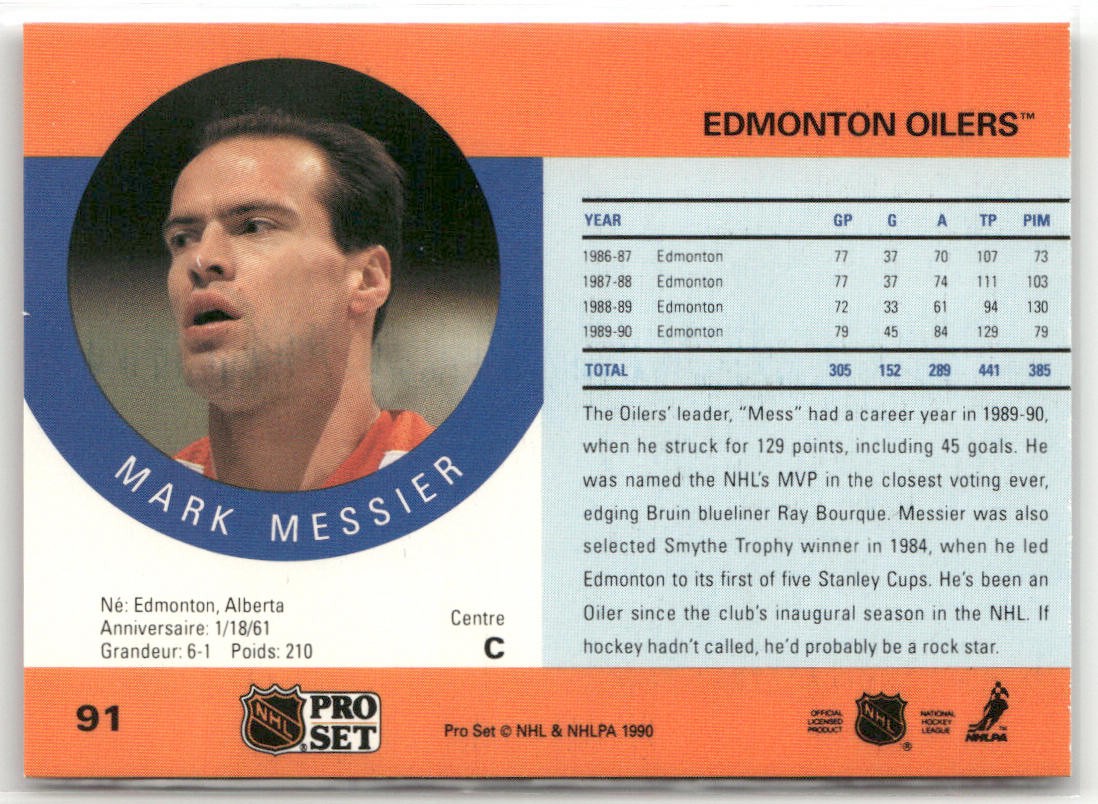 EDMONTON OILERS™
MARK MESSIER
Né: Edmonton, Alberta
Anniversaire: 1/18/61
Grandeur: 6-1 Poids: 210
Centre
C
YEAR GP G A TP PIM
1986-87 Edmonton 77 37 70 107 73
1987-88 Edmonton 77 37 74 111 103
1988-89 Edmonton 72 33 61 94 130
1989-90 Edmonton 79 45 84 129 79
TOTAL 305 152 289 441 385
The Oilers' leader, "Mess" had a career year in 1989-90,
when he struck for 129 points, including 45 goals. He
was named the NHL's MVP in the closest voting ever,
edging Bruin blueliner Ray Bourque. Messier was also
selected Smythe Trophy winner in 1984, when he led
Edmonton to its first of five Stanley Cups. He's been an
Oiler since the club's inaugural season in the NHL. If
hockey hadn't called, he'd probably be a rock star.
91
NHL
PRO
SET
®
Pro Set © NHL & NHLPA 1990
OFFICIAL
LICENSED
PRODUCT
NHL
®
NATIONAL
HOCKEY
LEAGUE
NHLPA
™